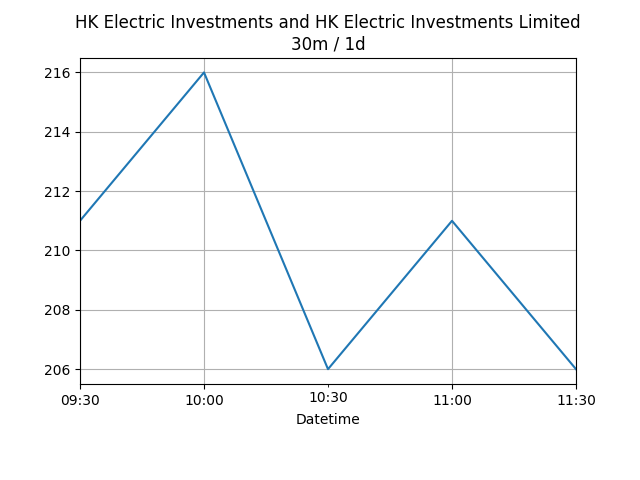 HK Electric Investments and HK Electric Investments Limited
30m / 1d
216
214
212
210
208
206
09:30 10:00 10:30 11:00 11:30
Datetime